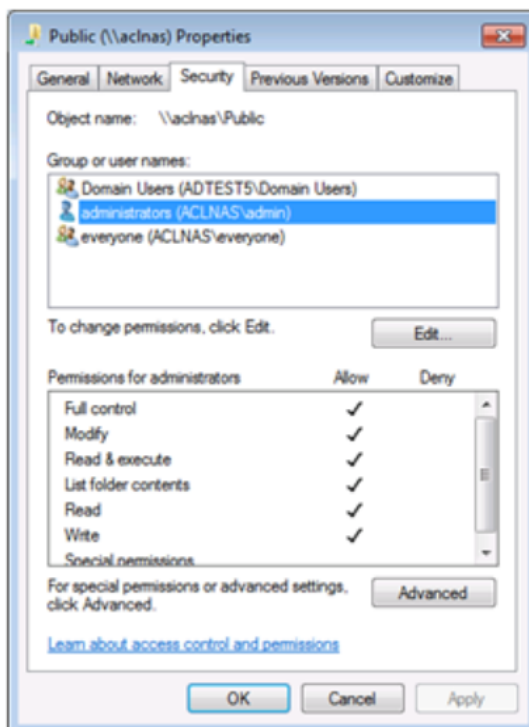 Public (\\aclnas) Properties
General Network Security Previous Versions Customize
Object name: \\aclnas\Public
Group or user names:
Domain Users (ADTEST5\Domain Users)
administrators (ACLNAS\admin)
everyone (ACLNAS\everyone)
To change permissions, click Edit.
Edit...
Permissions for administrators Allow Deny
Full control
Modify
Read & execute
List folder contents
Read
Write
Special permissions
For special permissions or advanced settings,
click Advanced.
Advanced
Learn about access control and permissions
OK Cancel Apply